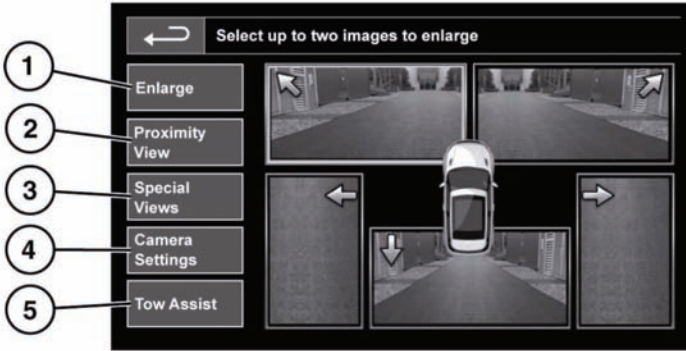 Select up to two images to enlarge
1
Enlarge
2
Proximity
View
3
Special
Views
4
Camera
Settings
5
Tow Assist